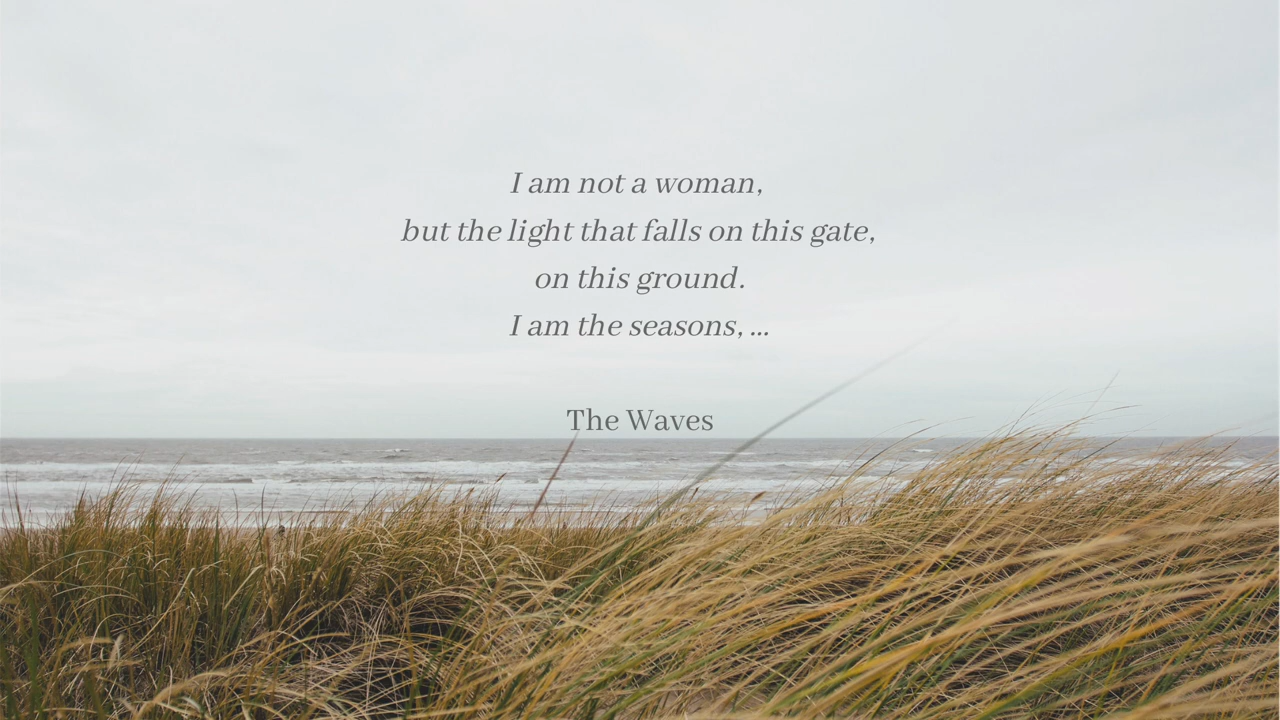 I am not a woman,
but the light that falls on this gate,
on this ground.
I am the seasons, ...
The Waves